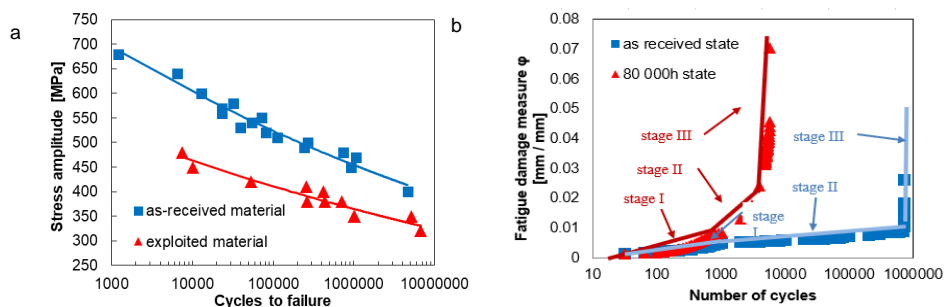 a
750
700
650
600
550
500
450
400
350
300
250
Stress amplitude [MPa]
as-received material
exploited material
1000
10000
100000
1000000
10000000
Cycles to failure
b
0.08
0.07
0.06
0.05
0.04
0.03
0.02
0.01
0
Fatigue damage measure φ
[mm / mm]
as received state
80 000h state
stage III
stage II
stage I
stage III
stage II
stage
I
10
100
1000
10000
100000
1000000
Number of cycles